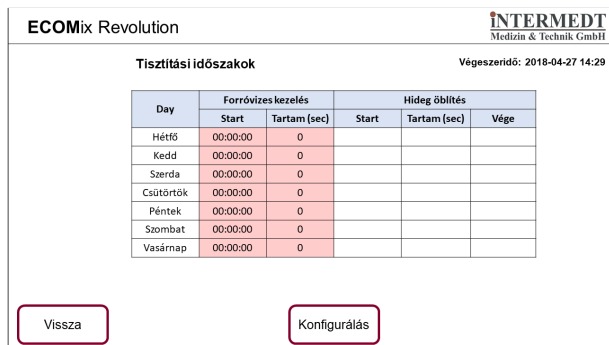 ECOMix Revolution
iNTERMEDT
Medizin & Technik GmbH
Tisztítási időszakok
Végeszeridő: 2018-04-27 14:29
Day Forróvizes kezelés Hideg öblítés
Start Tartam (sec) Start Tartam (sec) Vége
Hétfő 00:00:00 0
Kedd 00:00:00 0
Szerda 00:00:00 0
Csütörtök 00:00:00 0
Péntek 00:00:00 0
Szombat 00:00:00 0
Vasárnap 00:00:00 0
Vissza Konfigurálás